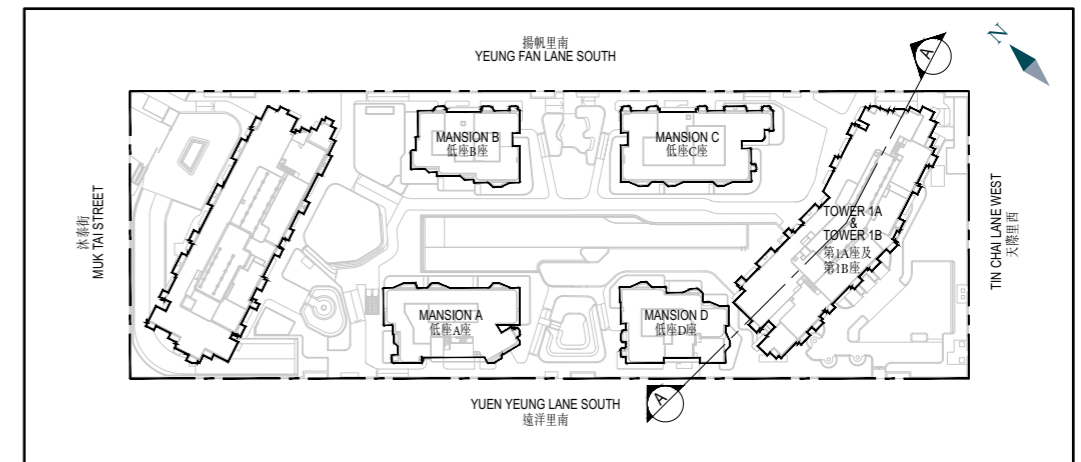 揚帆里南
YEUNG FAN LANE SOUTH
N
A
MANSION B
低座B座
MANSION C
低座C座
沐泰街
MUK TAI STREET
TOWER 1A
&
TOWER 1B
第1A座及
第1B座
TIN CHAI LANE WEST
天際里西
MANSION A
低座A座
MANSION D
低座D座
YUEN YEUNG LANE SOUTH
遠洋里南
A